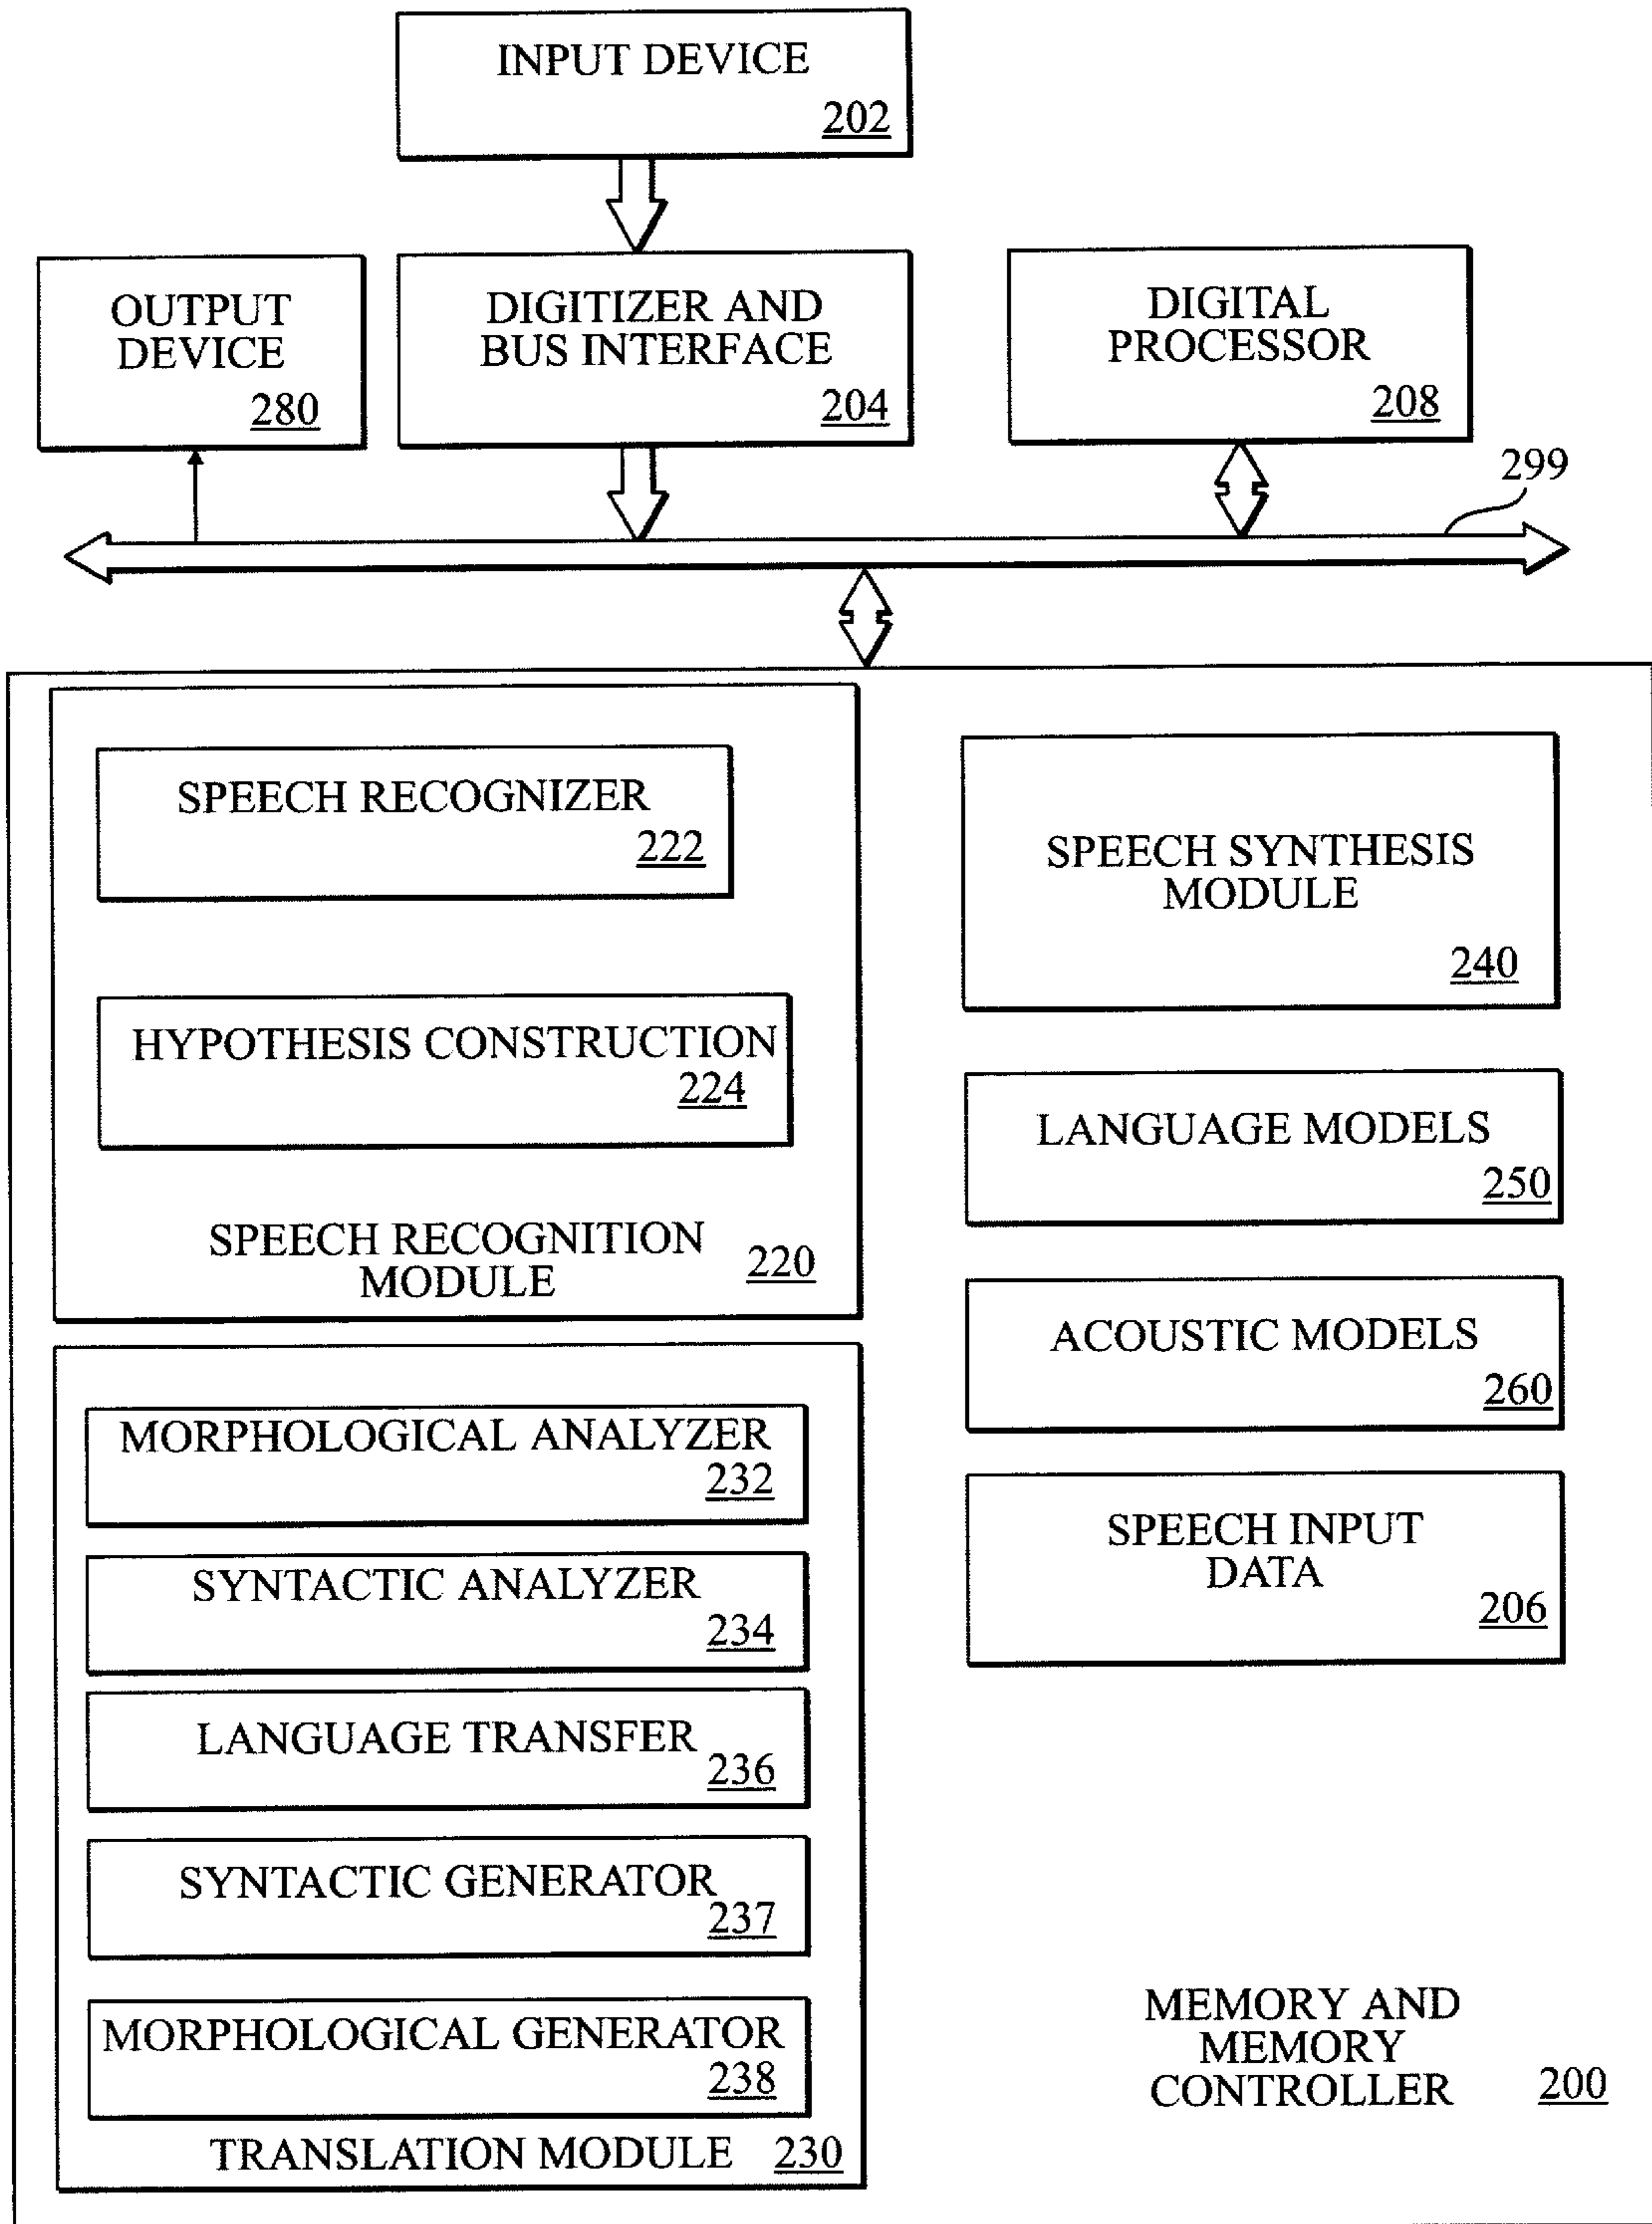 INPUT DEVICE
202
OUTPUT
DEVICE
280
DIGITIZER AND
BUS INTERFACE
204
DIGITAL
PROCESSOR
208
299
SPEECH RECOGNIZER
222
HYPOTHESIS CONSTRUCTION
224
SPEECH RECOGNITION
MODULE
220
MORPHOLOGICAL ANALYZER
232
SYNTACTIC ANALYZER
234
LANGUAGE TRANSFER
236
SYNTACTIC GENERATOR
237
MORPHOLOGICAL GENERATOR
238
TRANSLATION MODULE 230
SPEECH SYNTHESIS
MODULE
240
LANGUAGE MODELS
250
ACOUSTIC MODELS
260
SPEECH INPUT
DATA
206
MEMORY AND
MEMORY
CONTROLLER 200